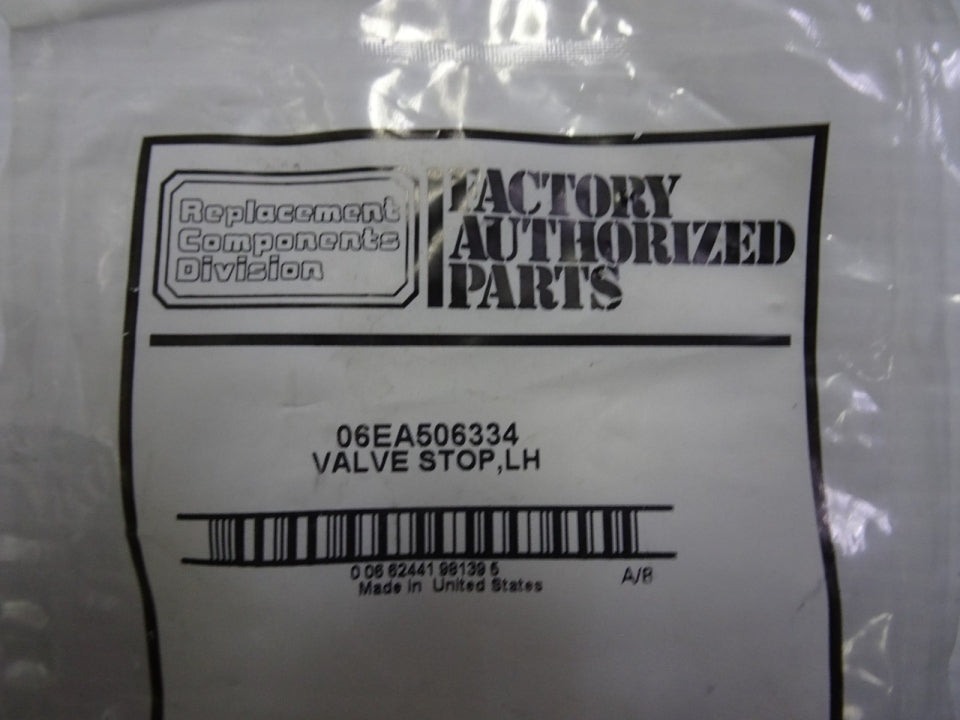 Replacement
Components
Division
FACTORY
AUTHORIZED
PARTS
06EA506334
VALVE STOP,LH
0 06 62441 98139 5
Made in United States
A/B